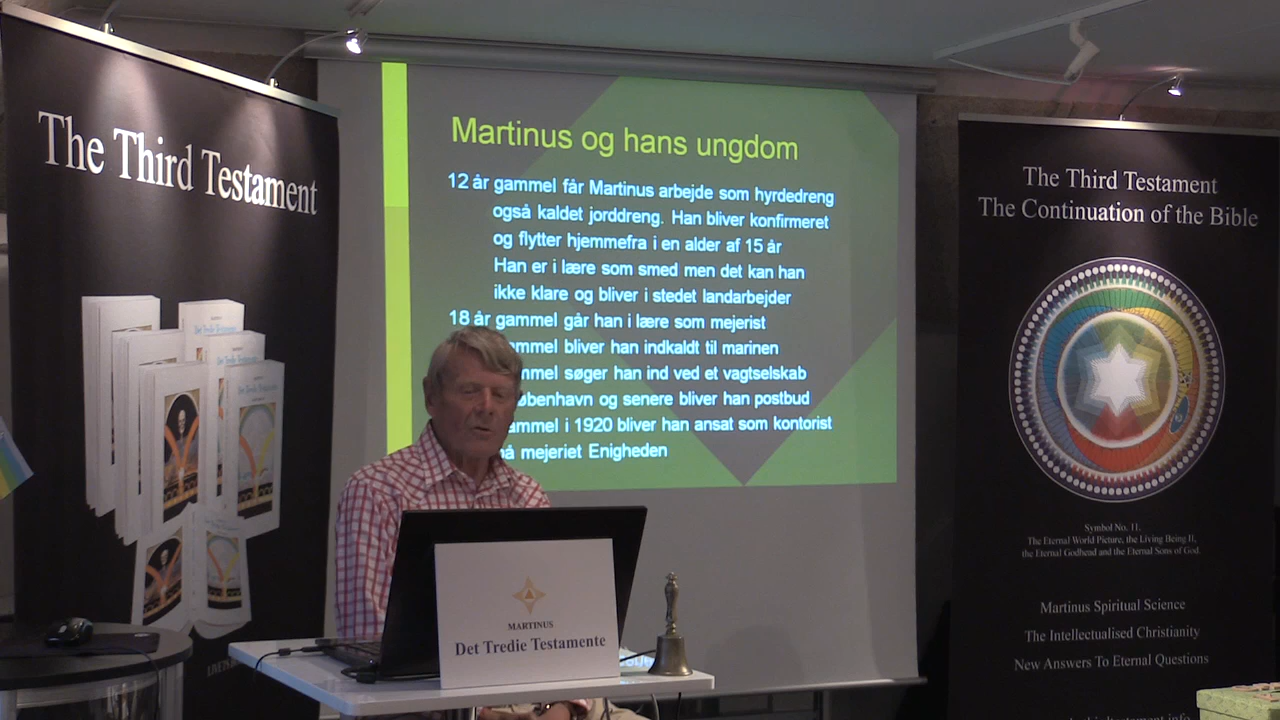 The Third Testament
Martinus og hans ungdom
12 år gammel får Martinus arbejde som hyrdedreng
også kaldet jorddreng. Han bliver konfirmeret
og flytter hjemmefra i en alder af 15 år
Han er i lære som smed men det kan han
ikke klare og bliver i stedet landarbejder
18 år gammel går han i lære som mejerist
bliver han indkaldt til marinen
søger han ind ved et vagtselskab
og senere bliver han postbud
i 1920 bliver han ansat som kontorist
mejeriet Enigheden
MARTINUS
Det Tredie Testamente
The Third Testament
The Continuation of the Bible
Symbol No. 11.
The Eternal World Picture, the Living Being II,
the Eternal Godhead and the Eternal Sons of God.
Martinus Spiritual Science
The Intellectualised Christianity
New Answers To Eternal Questions